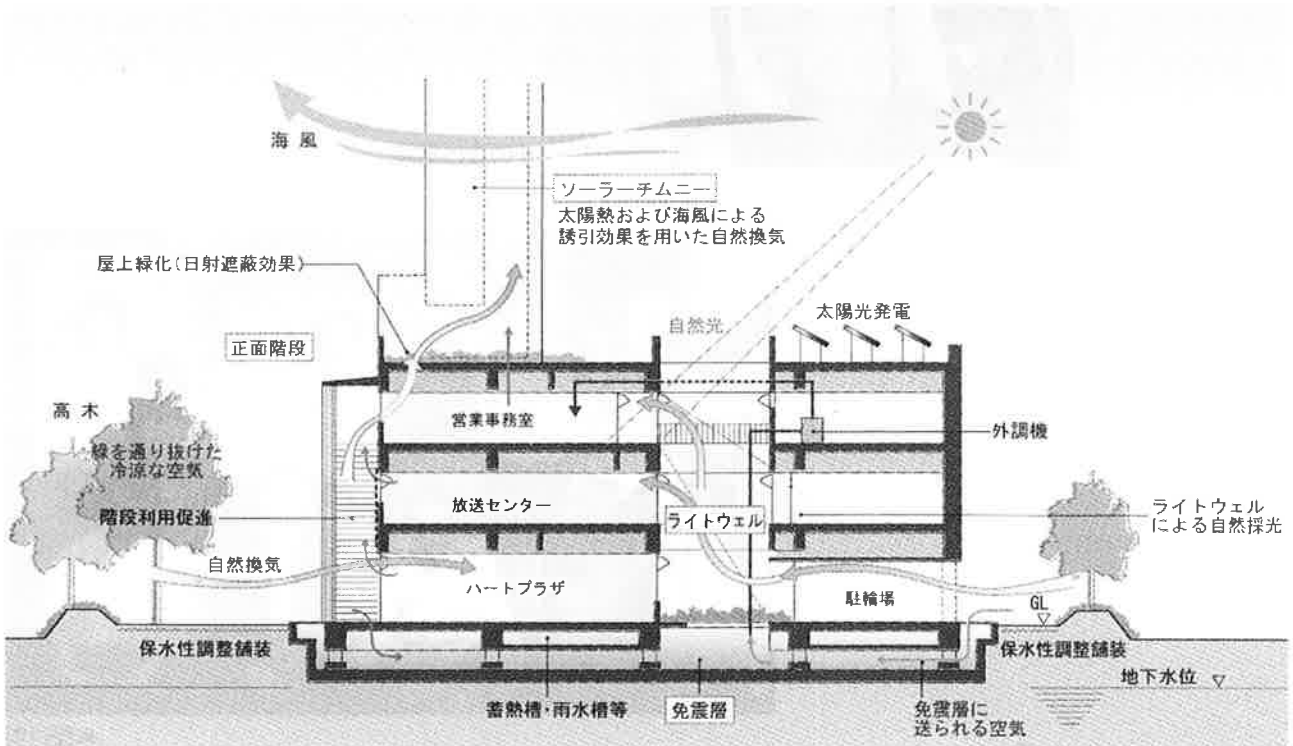 海風
ソーラーチムニー
太陽熱および海風による
誘引効果を用いた自然換気
屋上緑化(日射遮蔽効果)
自然光
太陽光発電
正面階段
高木
緑を通り抜けた
冷涼な空気
営業事務室
外調機
階段利用促進
放送センター
ライトウェル
ライトウェル
による自然採光
自然換気
ハートプラザ
駐輪場
GL
保水性調整舗装
保水性調整舗装
地下水位
蓄熱槽・雨水槽等
免震層
免震層に
送られる空気